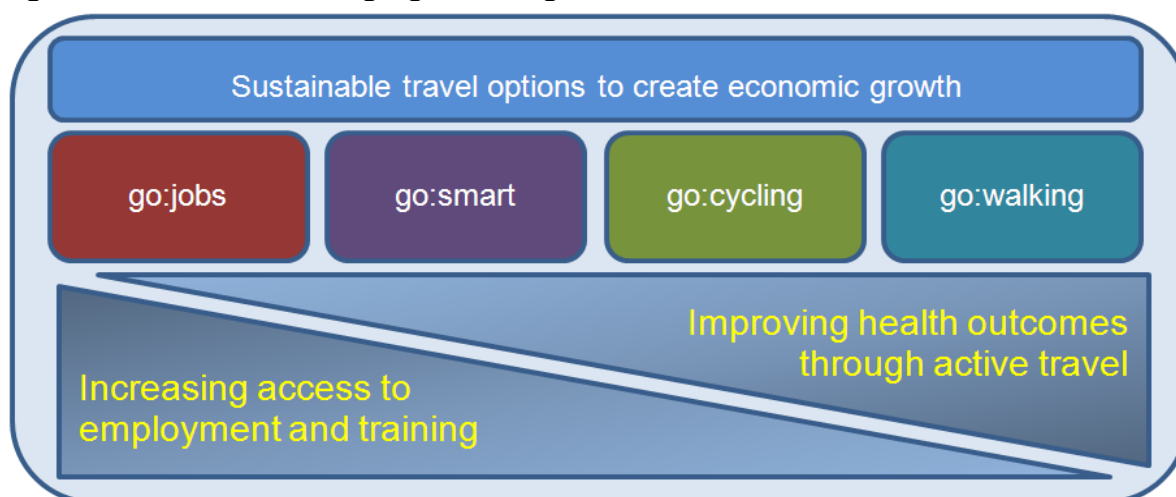 Sustainable travel options to create economic growth
go:jobs
go:smart
go:cycling
go:walking
Improving health outcomes
through active travel
Increasing access to
employment and training